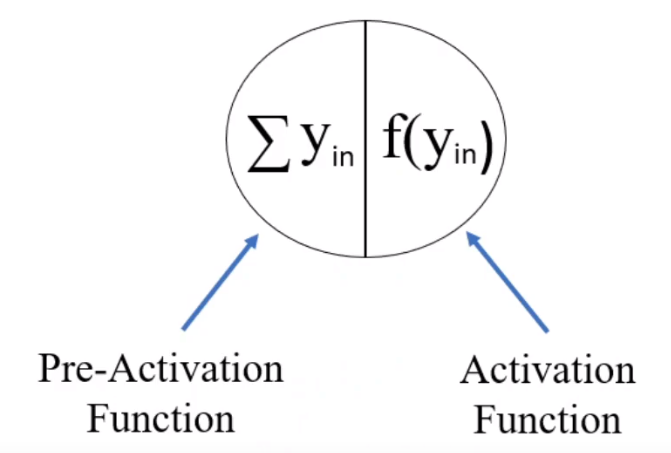 ∑ y_in f(y_in)
Pre-Activation Activation
Function Function